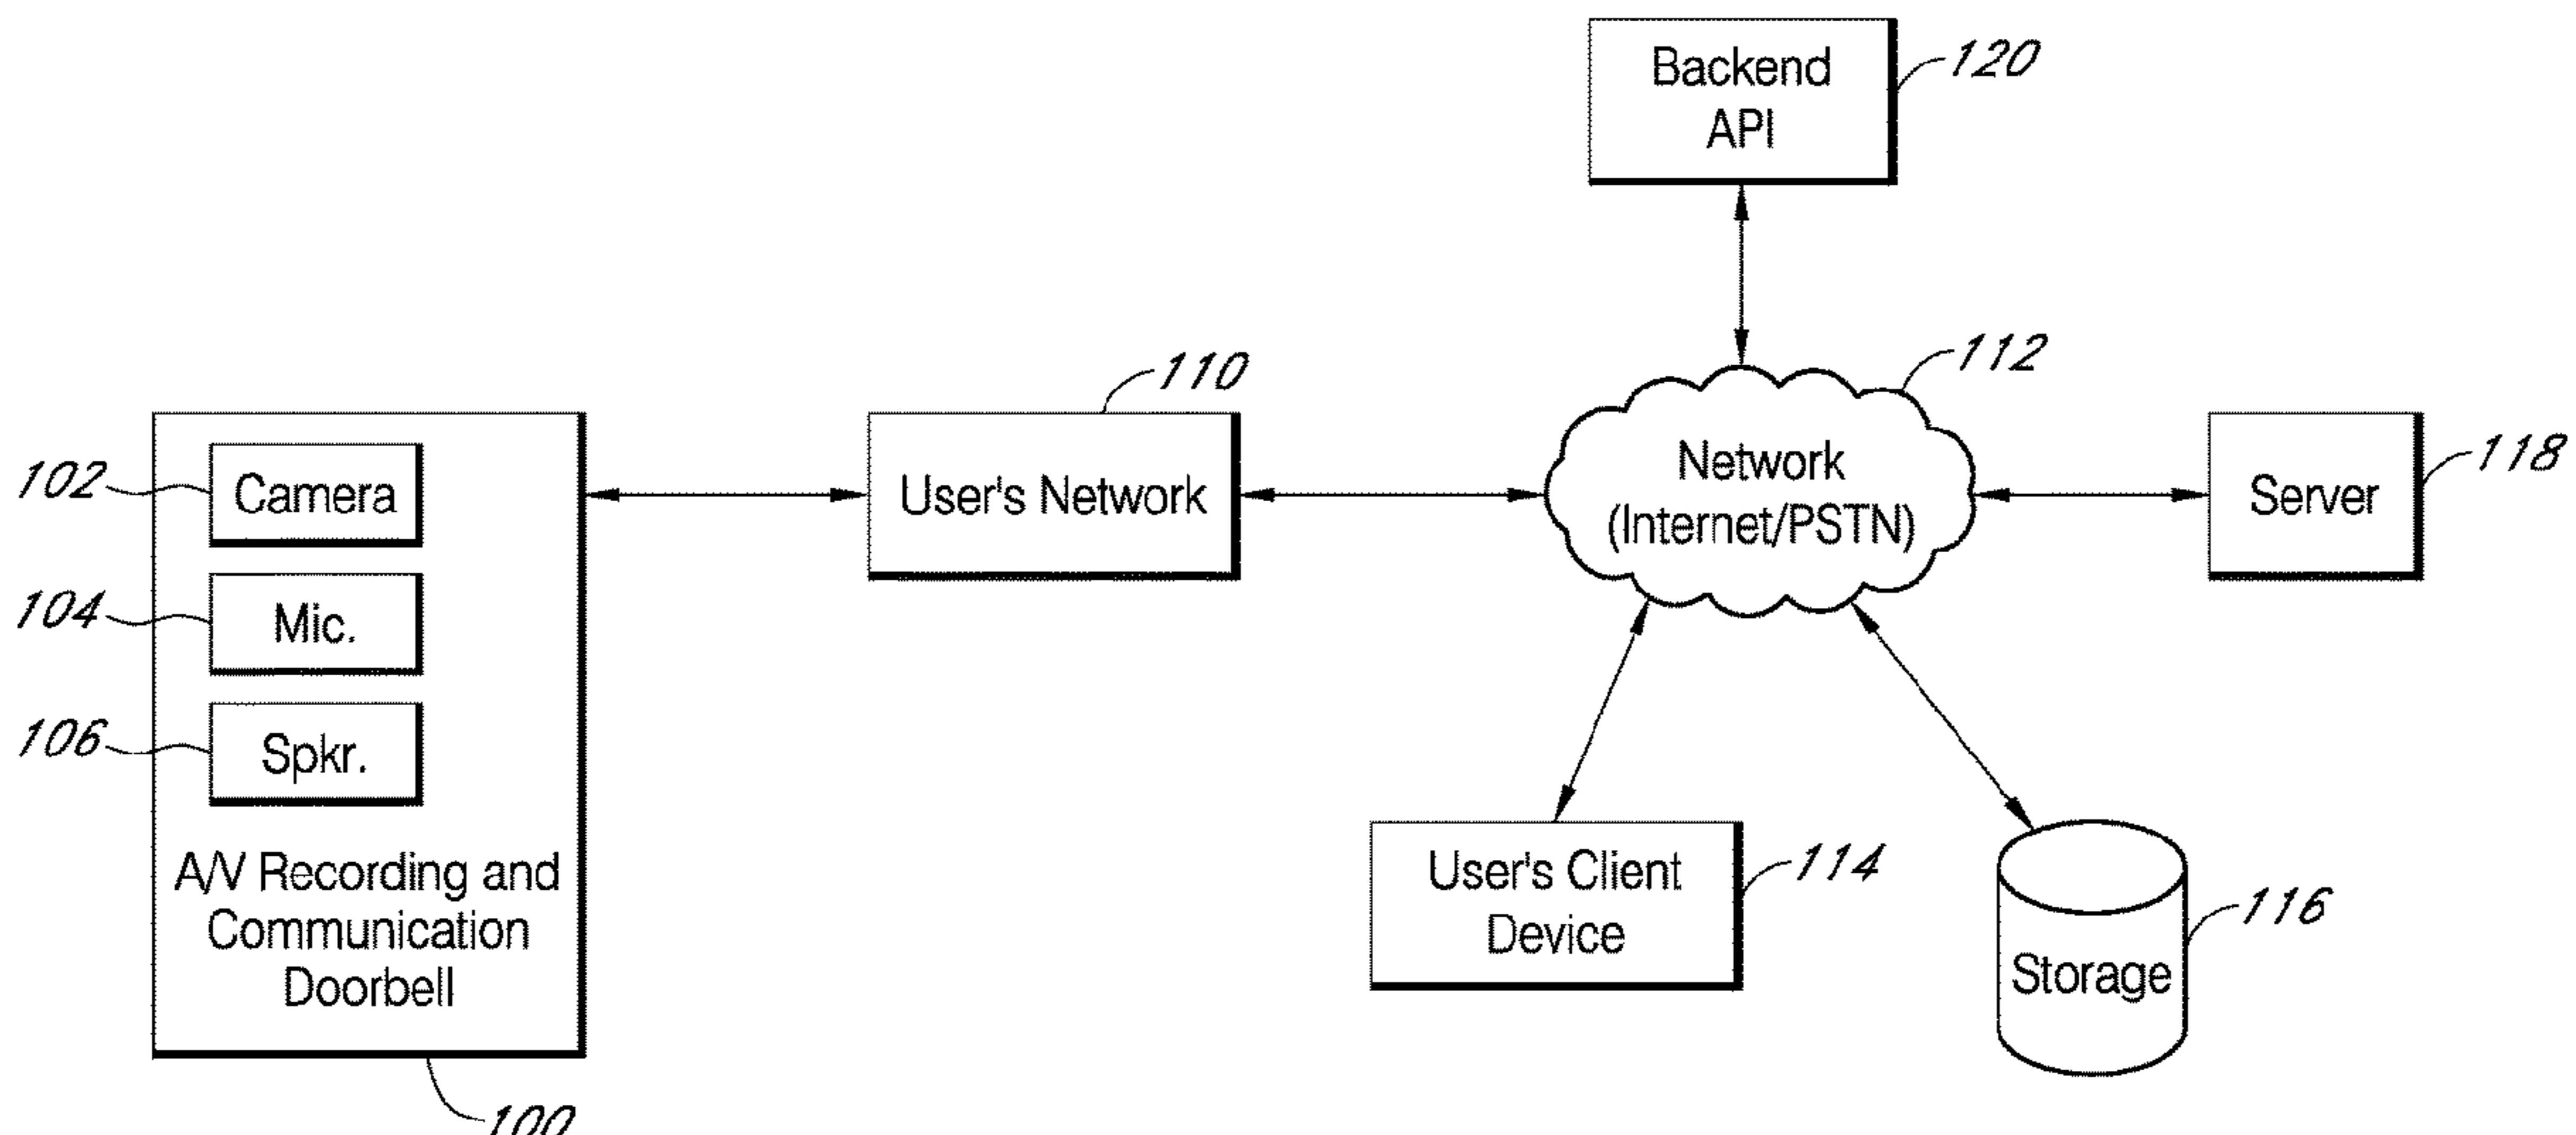 Backend
API
120
110
112
Network
(Internet/PSTN)
User's Network
Server
118
102
Camera
104
Mic.
106
Spkr.
A/V Recording and
Communication
Doorbell
100
User's Client
Device
114
Storage
116